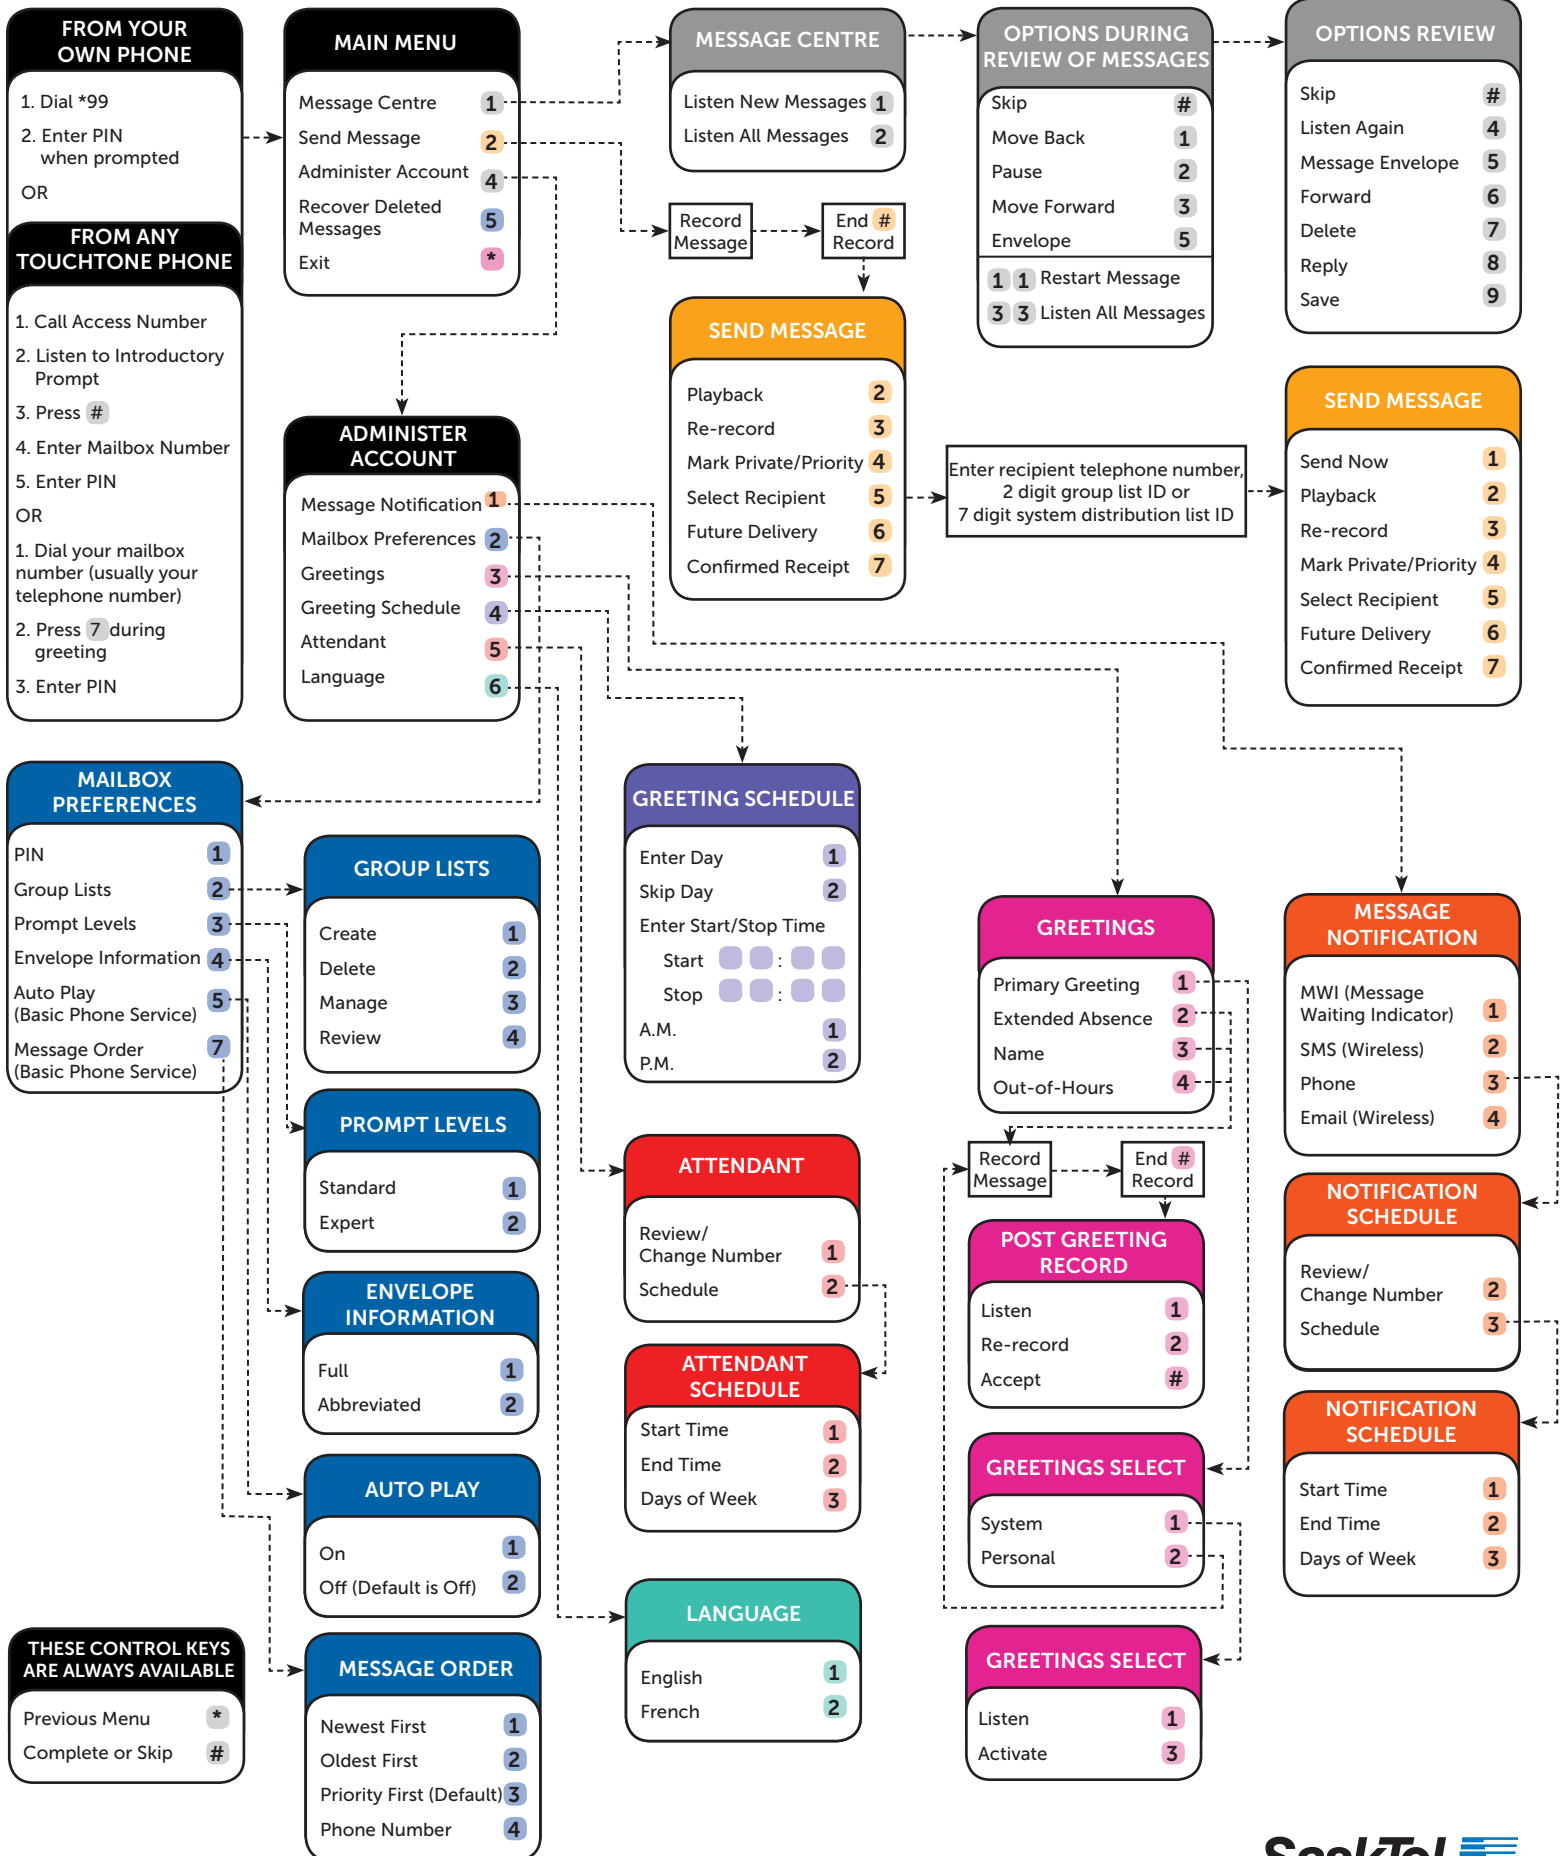 FROM YOUR
OWN PHONE
1. Dial *99
2. Enter PIN
when prompted
OR
FROM ANY
TOUCHTONE PHONE
1. Call Access Number
2. Listen to Introductory
Prompt
3. Press #
4. Enter Mailbox Number
5. Enter PIN
OR
1. Dial your mailbox
number (usually your
telephone number)
2. Press 7 during
greeting
3. Enter PIN
MAIN MENU
Message Centre 1
Send Message 2
Administer Account 4
Recover Deleted
Messages 5
Exit *
MESSAGE CENTRE
Listen New Messages 1
Listen All Messages 2
OPTIONS DURING
REVIEW OF MESSAGES
Skip #
Move Back 1
Pause 2
Move Forward 3
Envelope 5
1 1 Restart Message
3 3 Listen All Messages
OPTIONS REVIEW
Skip #
Listen Again 4
Message Envelope 5
Forward 6
Delete 7
Reply 8
Save 9
Record
Message
End #
Record
SEND MESSAGE
Playback 2
Re-record 3
Mark Private/Priority 4
Select Recipient 5
Future Delivery 6
Confirmed Receipt 7
Enter recipient telephone number,
2 digit group list ID or
7 digit system distribution list ID
SEND MESSAGE
Send Now 1
Playback 2
Re-record 3
Mark Private/Priority 4
Select Recipient 5
Future Delivery 6
Confirmed Receipt 7
ADMINISTER
ACCOUNT
Message Notification 1
Mailbox Preferences 2
Greetings 3
Greeting Schedule 4
Attendant 5
Language 6
MAILBOX
PREFERENCES
PIN 1
Group Lists 2
Prompt Levels 3
Envelope Information 4
Auto Play
(Basic Phone Service) 5
Message Order 7
(Basic Phone Service)
GROUP LISTS
Create 1
Delete 2
Manage 3
Review 4
PROMPT LEVELS
Standard 1
Expert 2
ENVELOPE
INFORMATION
Full 1
Abbreviated 2
AUTO PLAY
On 1
Off (Default is Off) 2
MESSAGE ORDER
Newest First 1
Oldest First 2
Priority First (Default) 3
Phone Number 4
THESE CONTROL KEYS
ARE ALWAYS AVAILABLE
Previous Menu *
Complete or Skip #
GREETING SCHEDULE
Enter Day 1
Skip Day 2
Enter Start/Stop Time
Start :
Stop :
A.M. 1
P.M. 2
ATTENDANT
Review/
Change Number 1
Schedule 2
ATTENDANT
SCHEDULE
Start Time 1
End Time 2
Days of Week 3
LANGUAGE
English 1
French 2
GREETINGS
Primary Greeting 1
Extended Absence 2
Name 3
Out-of-Hours 4
Record
Message
End #
Record
POST GREETING
RECORD
Listen 1
Re-record 2
Accept #
GREETINGS SELECT
System 1
Personal 2
GREETINGS SELECT
Listen 1
Activate 3
MESSAGE
NOTIFICATION
MWI (Message
Waiting Indicator) 1
SMS (Wireless) 2
Phone 3
Email (Wireless) 4
NOTIFICATION
SCHEDULE
Review/
Change Number 2
Schedule 3
NOTIFICATION
SCHEDULE
Start Time 1
End Time 2
Days of Week 3
SaskTel